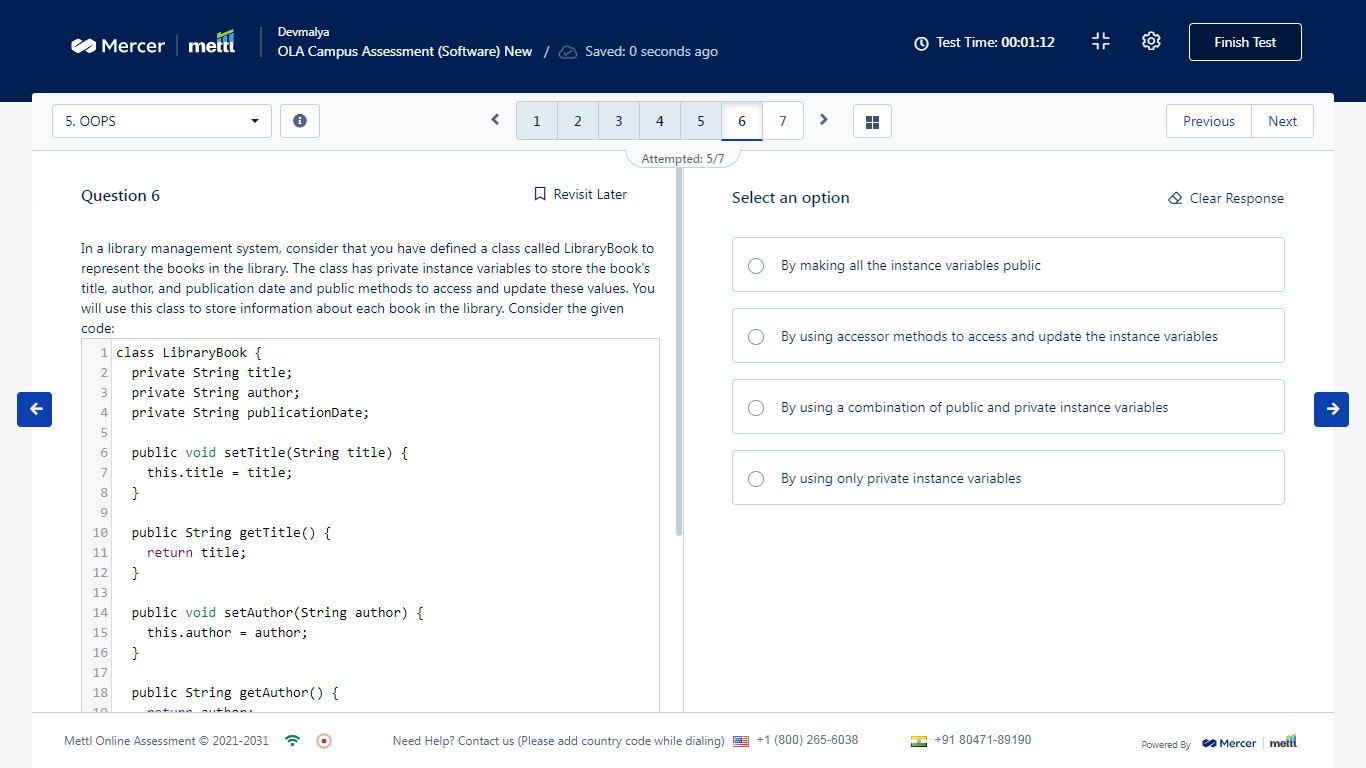 Mercer mettl
Devmalya
OLA Campus Assessment (Software) New / Saved: 0 seconds ago
Test Time: 00:01:12
Finish Test
5. OOPS
1 2 3 4 5 6 7
Previous Next
Attempted: 5/7
Question 6
Revisit Later
In a library management system, consider that you have defined a class called LibraryBook to
represent the books in the library. The class has private instance variables to store the book's
title, author, and publication date and public methods to access and update these values. You
will use this class to store information about each book in the library. Consider the given
code:
1 class LibraryBook {
2   private String title;
3   private String author;
4   private String publicationDate;
5
6   public void setTitle(String title) {
7     this.title = title;
8   }
9
10   public String getTitle() {
11     return title;
12   }
13
14   public void setAuthor(String author) {
15     this.author = author;
16   }
17
18   public String getAuthor() {
19     return author;
Select an option
Clear Response
By making all the instance variables public
By using accessor methods to access and update the instance variables
By using a combination of public and private instance variables
By using only private instance variables
Mettl Online Assessment © 2021-2031
Need Help? Contact us (Please add country code while dialing) +1 (800) 265-6038
+91 80471-89190
Powered By Mercer mettl